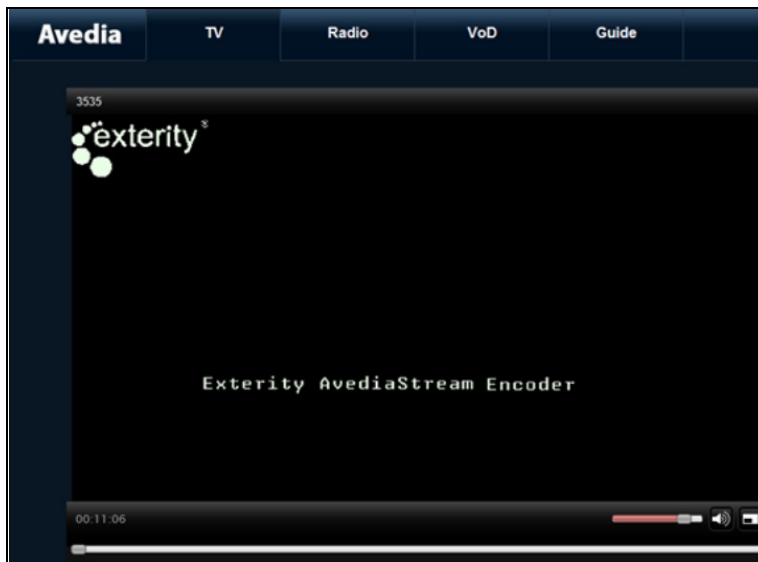 Avedia TV Radio VoD Guide
3535
exterity®
Exterity AvediaStream Encoder
00:11:06